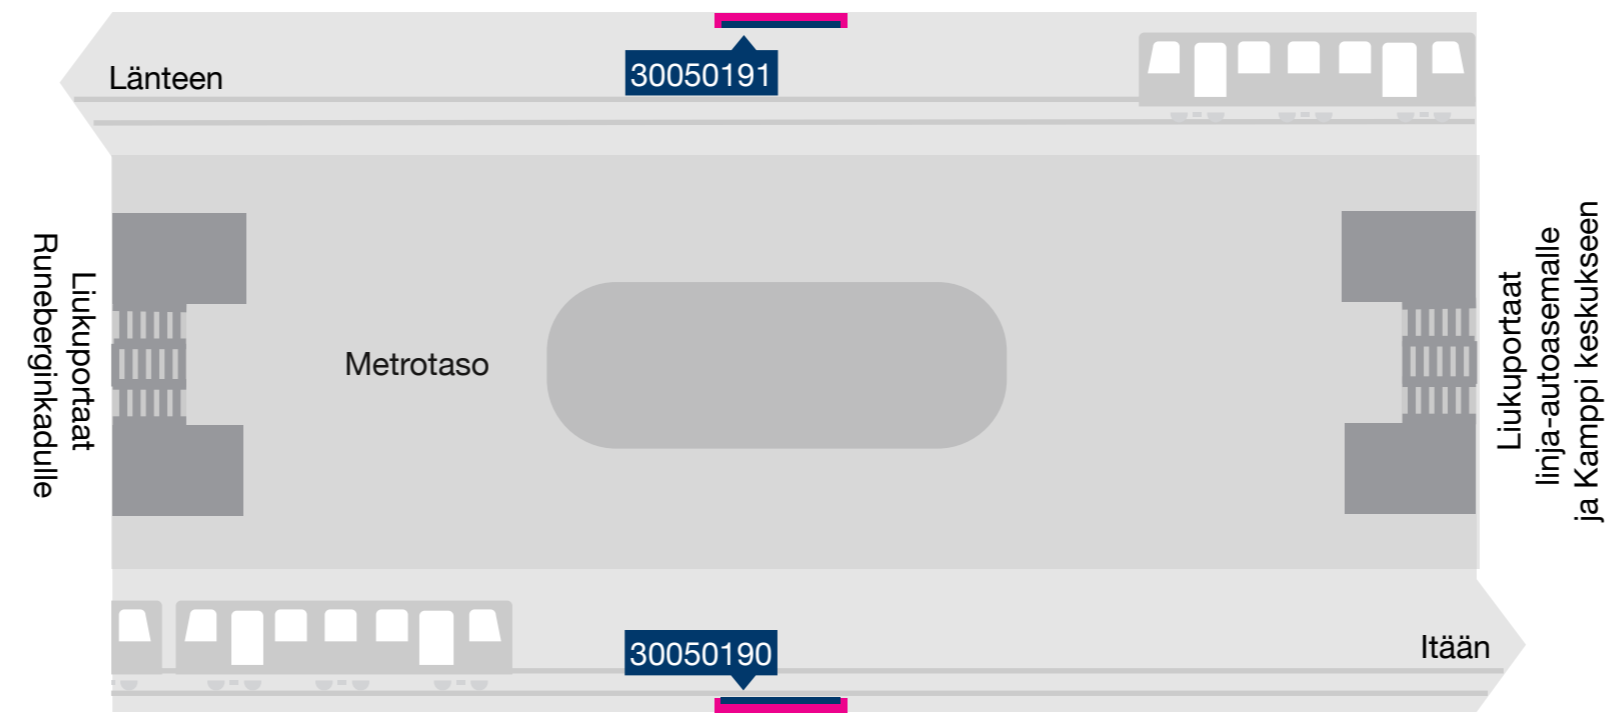 Länteen
30050191
Liukuportaat
Runeberginkadulle
Metrotaso
Liukuportaat
linja-autoasemalle
ja Kamppi keskukseen
30050190
Itään